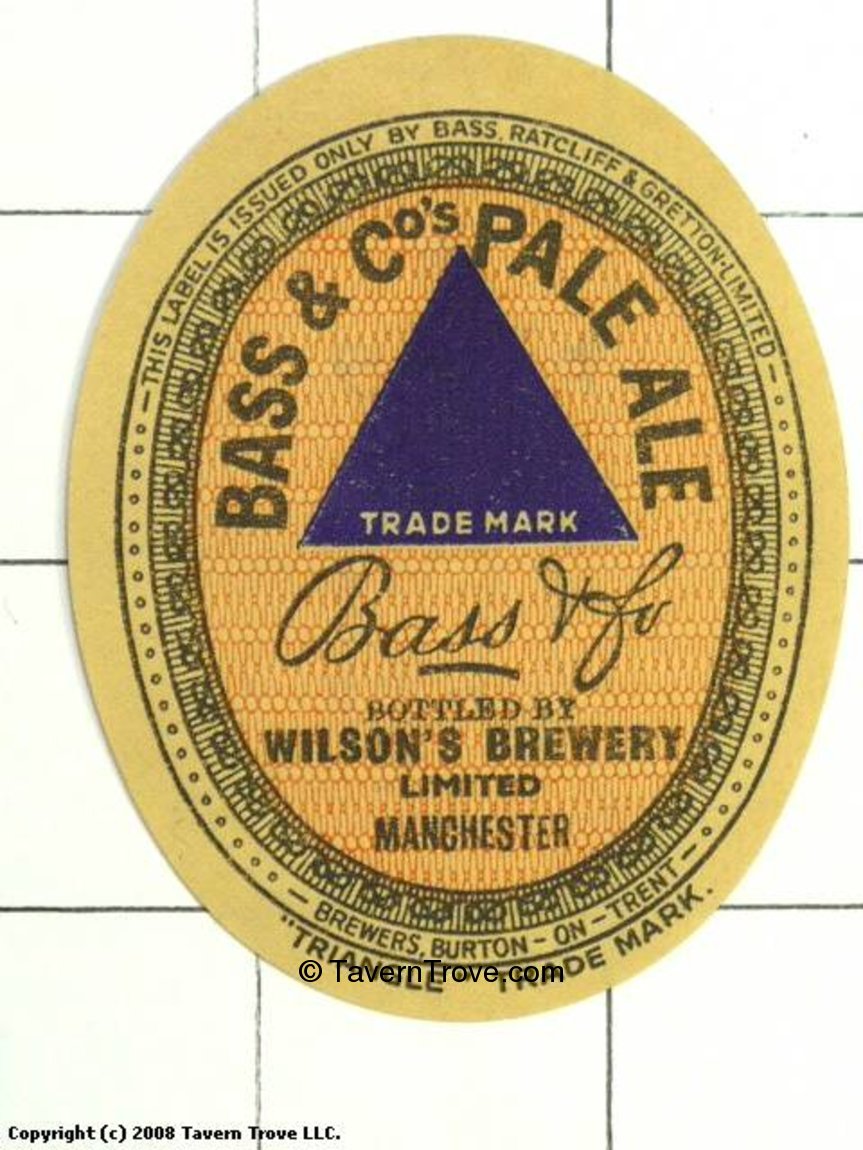 — THIS LABEL IS ISSUED ONLY BY BASS, RATCLIFF & GRETTON·LIMITED —
BASS & Co's PALE ALE
TRADE MARK
Bass & Co
BOTTLED BY
WILSON'S BREWERY
LIMITED
MANCHESTER
— BREWERS, BURTON – ON – TRENT —
"TRIANGLE TRADE MARK.
© TavernTrove.com
Copyright (c) 2008 Tavern Trove LLC.